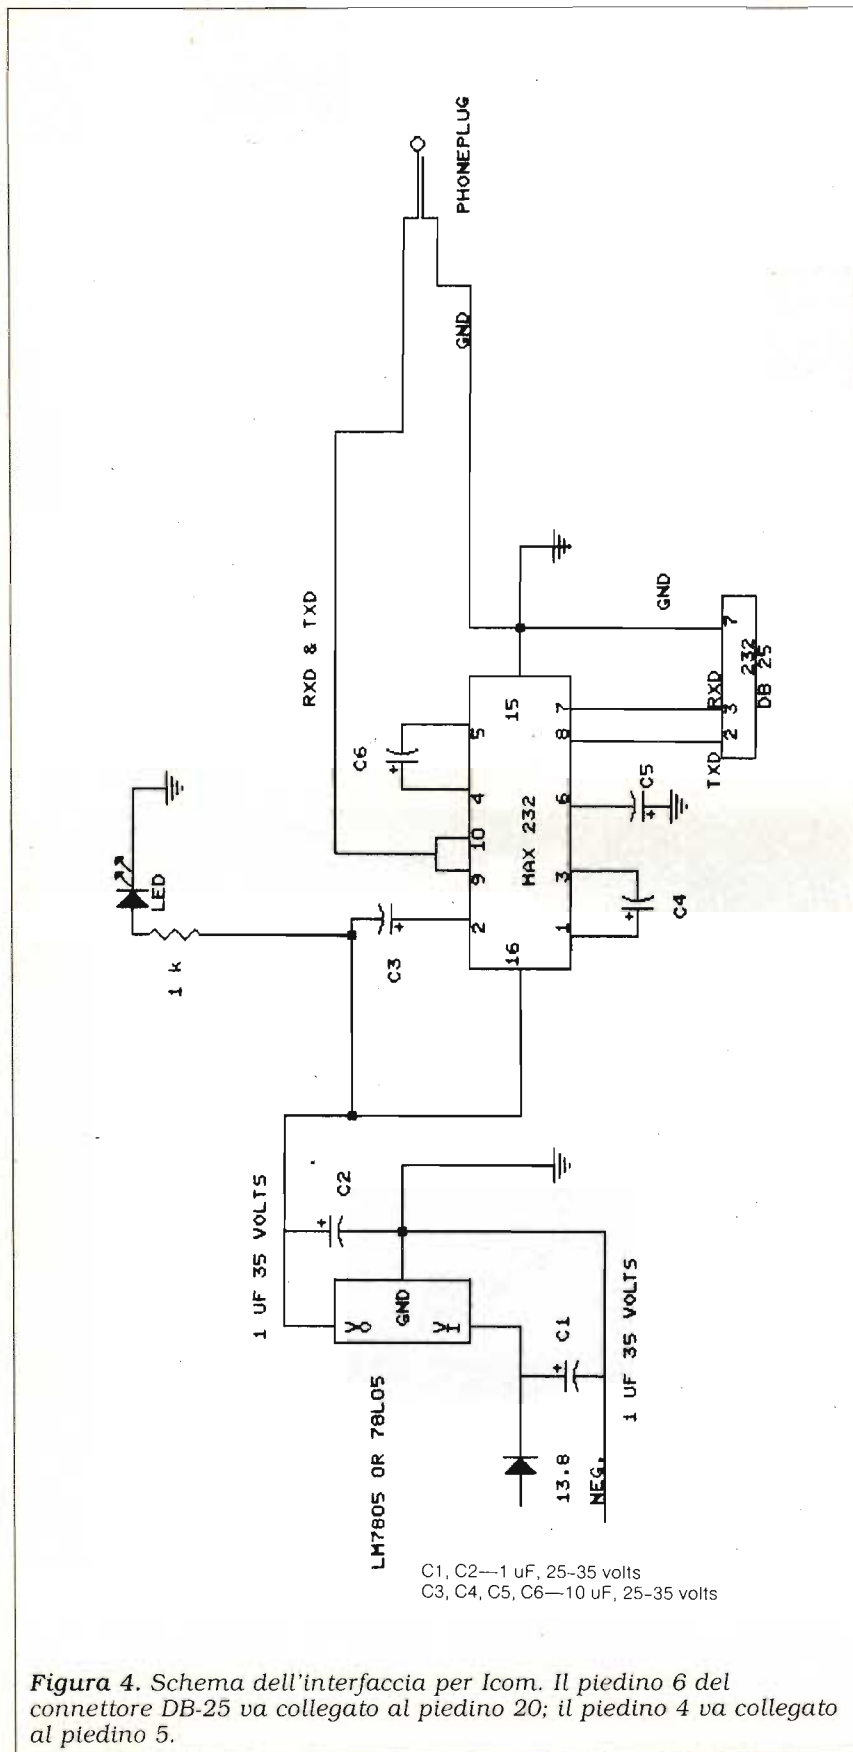 PHONEPLUG
GND
RXD & TXD
GND
7
232
DB 25
RXD
3
2
TXD
15
7
8
5
C6
4
10
9
MAX 232
6
C5
3
C4
1
2
16
C3
LED
1 k
1 UF 35 VOLTS
C2
VO
GND
VI
LM7805 OR 78L05
C1
1 UF 35 VOLTS
13.8
NEG.
C1, C2—1 uF, 25-35 volts
C3, C4, C5, C6—10 uF, 25-35 volts
Figura 4. Schema dell'interfaccia per Icom. Il piedino 6 del
connettore DB-25 va collegato al piedino 20; il piedino 4 va collegato
al piedino 5.